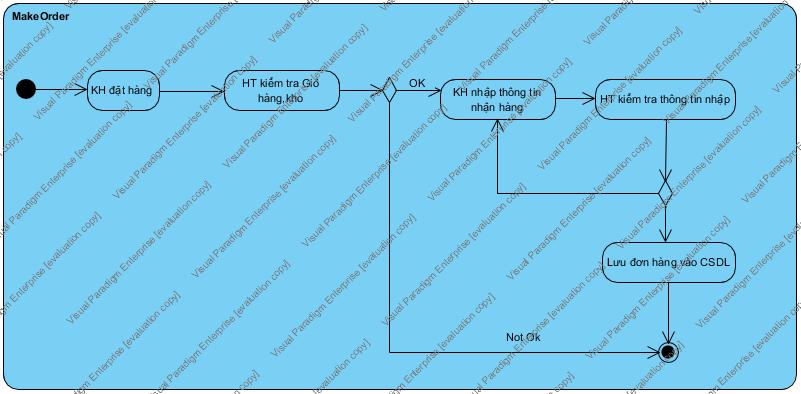 MakeOrder
KH đặt hàng
HT kiểm tra Giỏ
hàng,kho
OK
KH nhập thông tin
nhận hàng
HT kiểm tra thông tin nhập
Lưu đơn hàng vào CSDL
Not Ok
Visual Paradigm Enterprise [evaluation copy]